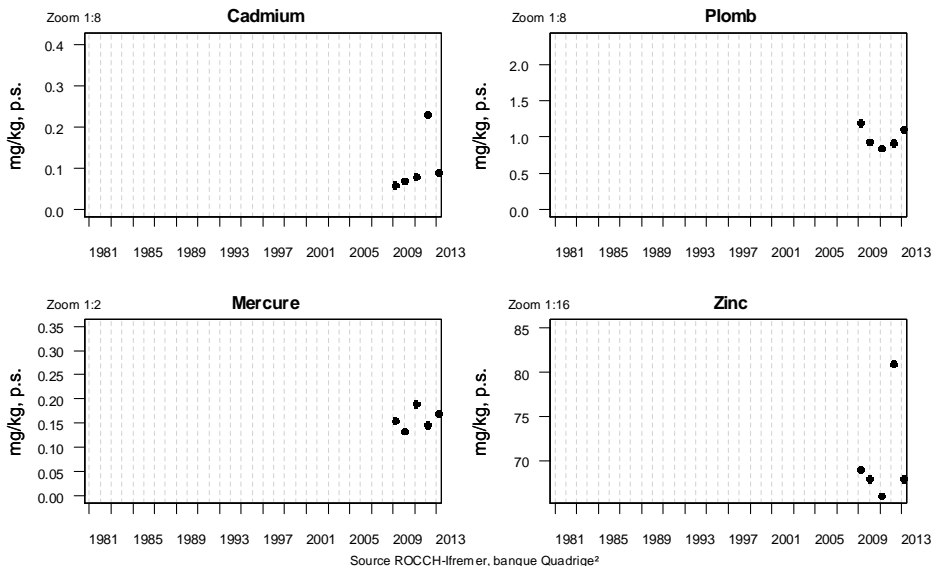 Zoom 1:8
Cadmium
mg/kg, p.s.
0.4
0.3
0.2
0.1
0.0
1981 1985 1989 1993 1997 2001 2005 2009 2013
Zoom 1:8
Plomb
mg/kg, p.s.
2.0
1.5
1.0
0.5
0.0
1981 1985 1989 1993 1997 2001 2005 2009 2013
Zoom 1:2
Mercure
mg/kg, p.s.
0.35
0.30
0.25
0.20
0.15
0.10
0.05
0.00
1981 1985 1989 1993 1997 2001 2005 2009 2013
Zoom 1:16
Zinc
mg/kg, p.s.
85
80
75
70
1981 1985 1989 1993 1997 2001 2005 2009 2013
Source ROCCH-Ifremer, banque Quadrige²